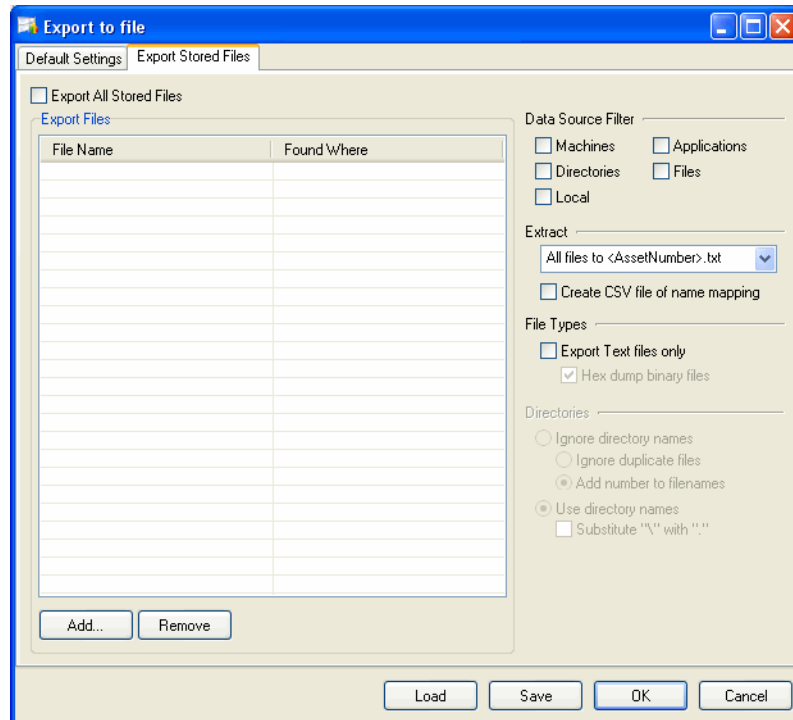 Export to file
Default Settings Export Stored Files
Export All Stored Files
Export Files
File Name Found Where
Add... Remove
Data Source Filter
Machines Applications
Directories Files
Local
Extract
All files to <AssetNumber>.txt
Create CSV file of name mapping
File Types
Export Text files only
Hex dump binary files
Directories
Ignore directory names
Ignore duplicate files
Add number to filenames
Use directory names
Substitute "\" with "."
Load Save OK Cancel